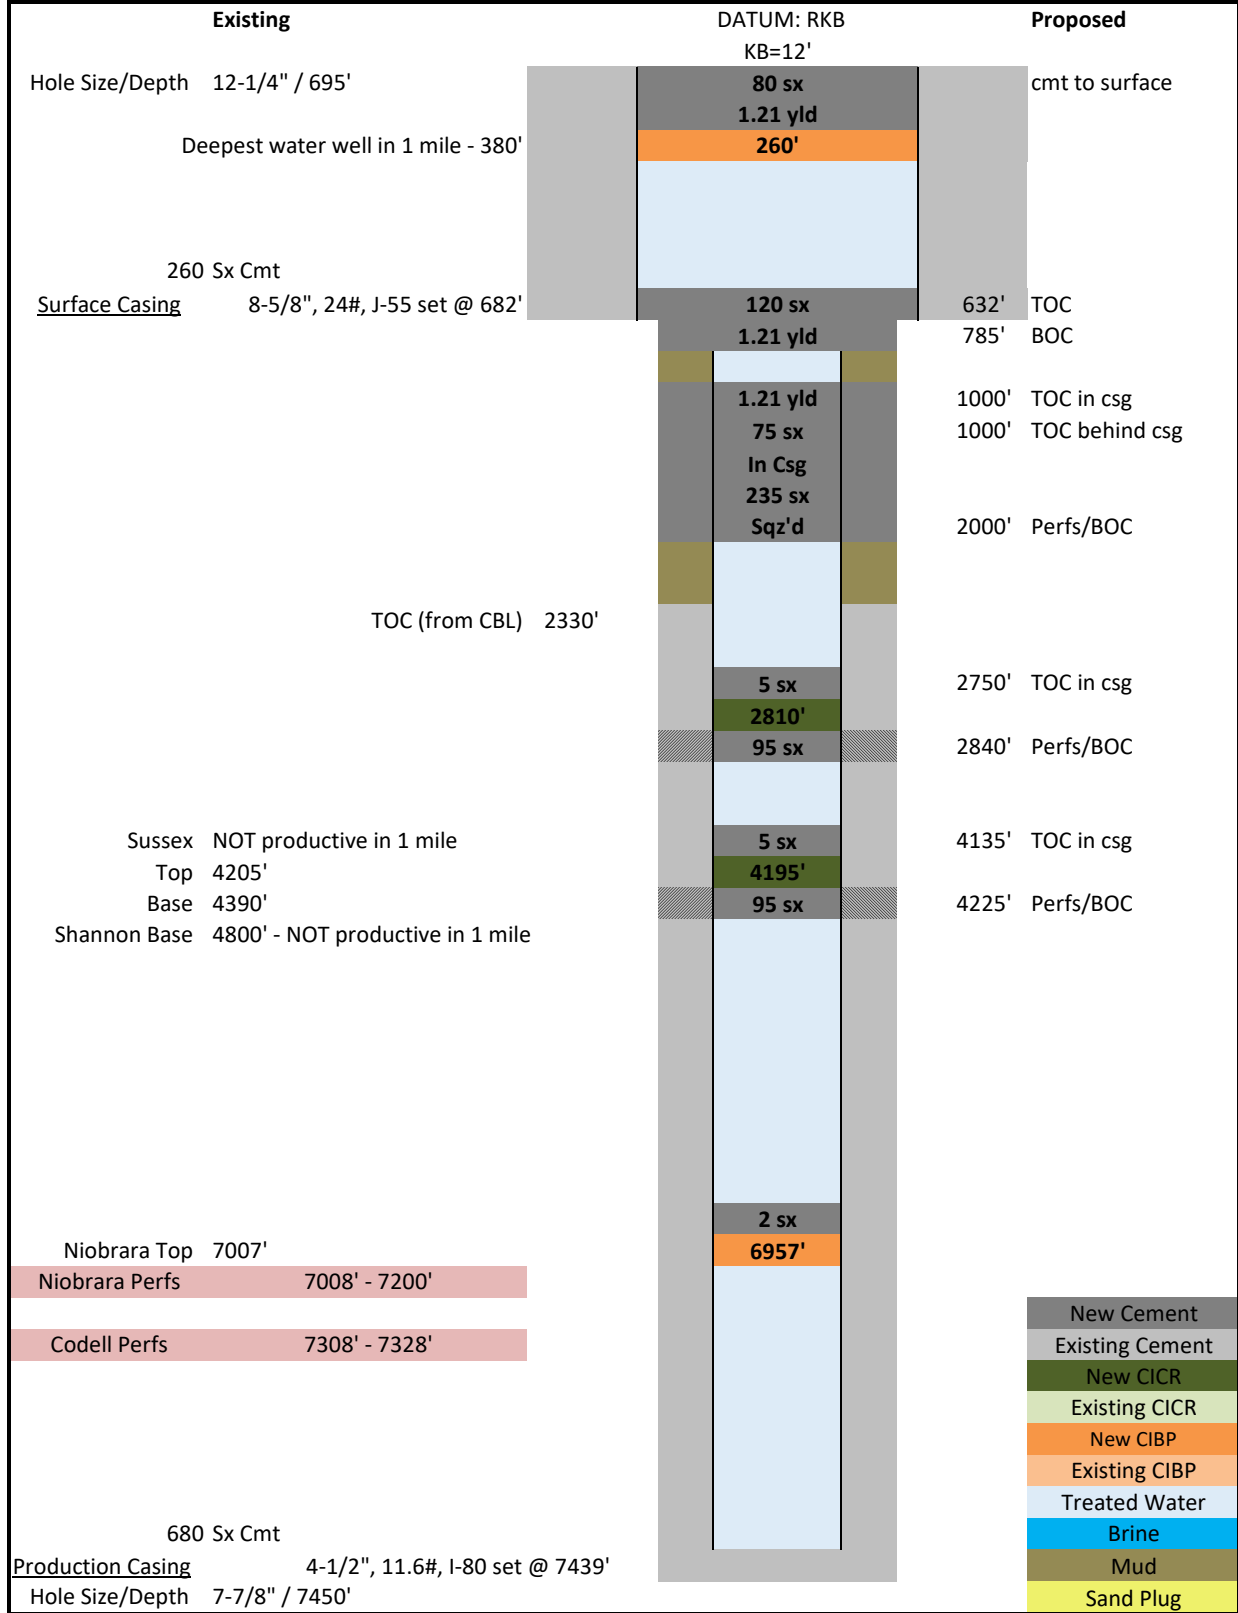 Existing DATUM: RKB Proposed
KB=12'
Hole Size/Depth 12-1/4" / 695' 80 sx cmt to surface
1.21 yld
Deepest water well in 1 mile - 380' 260'
260 Sx Cmt
Surface Casing 8-5/8", 24#, J-55 set @ 682' 120 sx 632' TOC
1.21 yld 785' BOC
1.21 yld 1000' TOC in csg
75 sx 1000' TOC behind csg
In Csg
235 sx
Sqz'd 2000' Perfs/BOC
TOC (from CBL) 2330'
5 sx 2750' TOC in csg
2810'
95 sx 2840' Perfs/BOC
Sussex NOT productive in 1 mile 5 sx 4135' TOC in csg
Top 4205' 4195'
Base 4390' 95 sx 4225' Perfs/BOC
Shannon Base 4800' - NOT productive in 1 mile
2 sx
Niobrara Top 7007' 6957'
Niobrara Perfs 7008' - 7200'
New Cement
Codell Perfs 7308' - 7328' Existing Cement
New CICR
Existing CICR
New CIBP
Existing CIBP
Treated Water
680 Sx Cmt Brine
Production Casing 4-1/2", 11.6#, I-80 set @ 7439' Mud
Hole Size/Depth 7-7/8" / 7450' Sand Plug